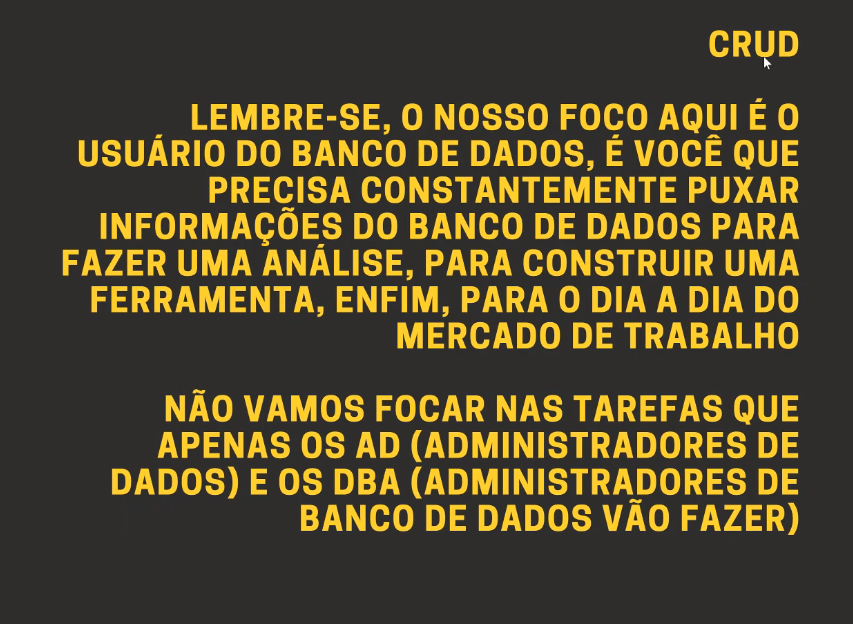 CRUD
LEMBRE-SE, O NOSSO FOCO AQUI É O
USUÁRIO DO BANCO DE DADOS, É VOCÊ QUE
PRECISA CONSTANTEMENTE PUXAR
INFORMAÇÕES DO BANCO DE DADOS PARA
FAZER UMA ANÁLISE, PARA CONSTRUIR UMA
FERRAMENTA, ENFIM, PARA O DIA A DIA DO
MERCADO DE TRABALHO
NÃO VAMOS FOCAR NAS TAREFAS QUE
APENAS OS AD (ADMINISTRADORES DE
DADOS) E OS DBA (ADMINISTRADORES DE
BANCO DE DADOS VÃO FAZER)